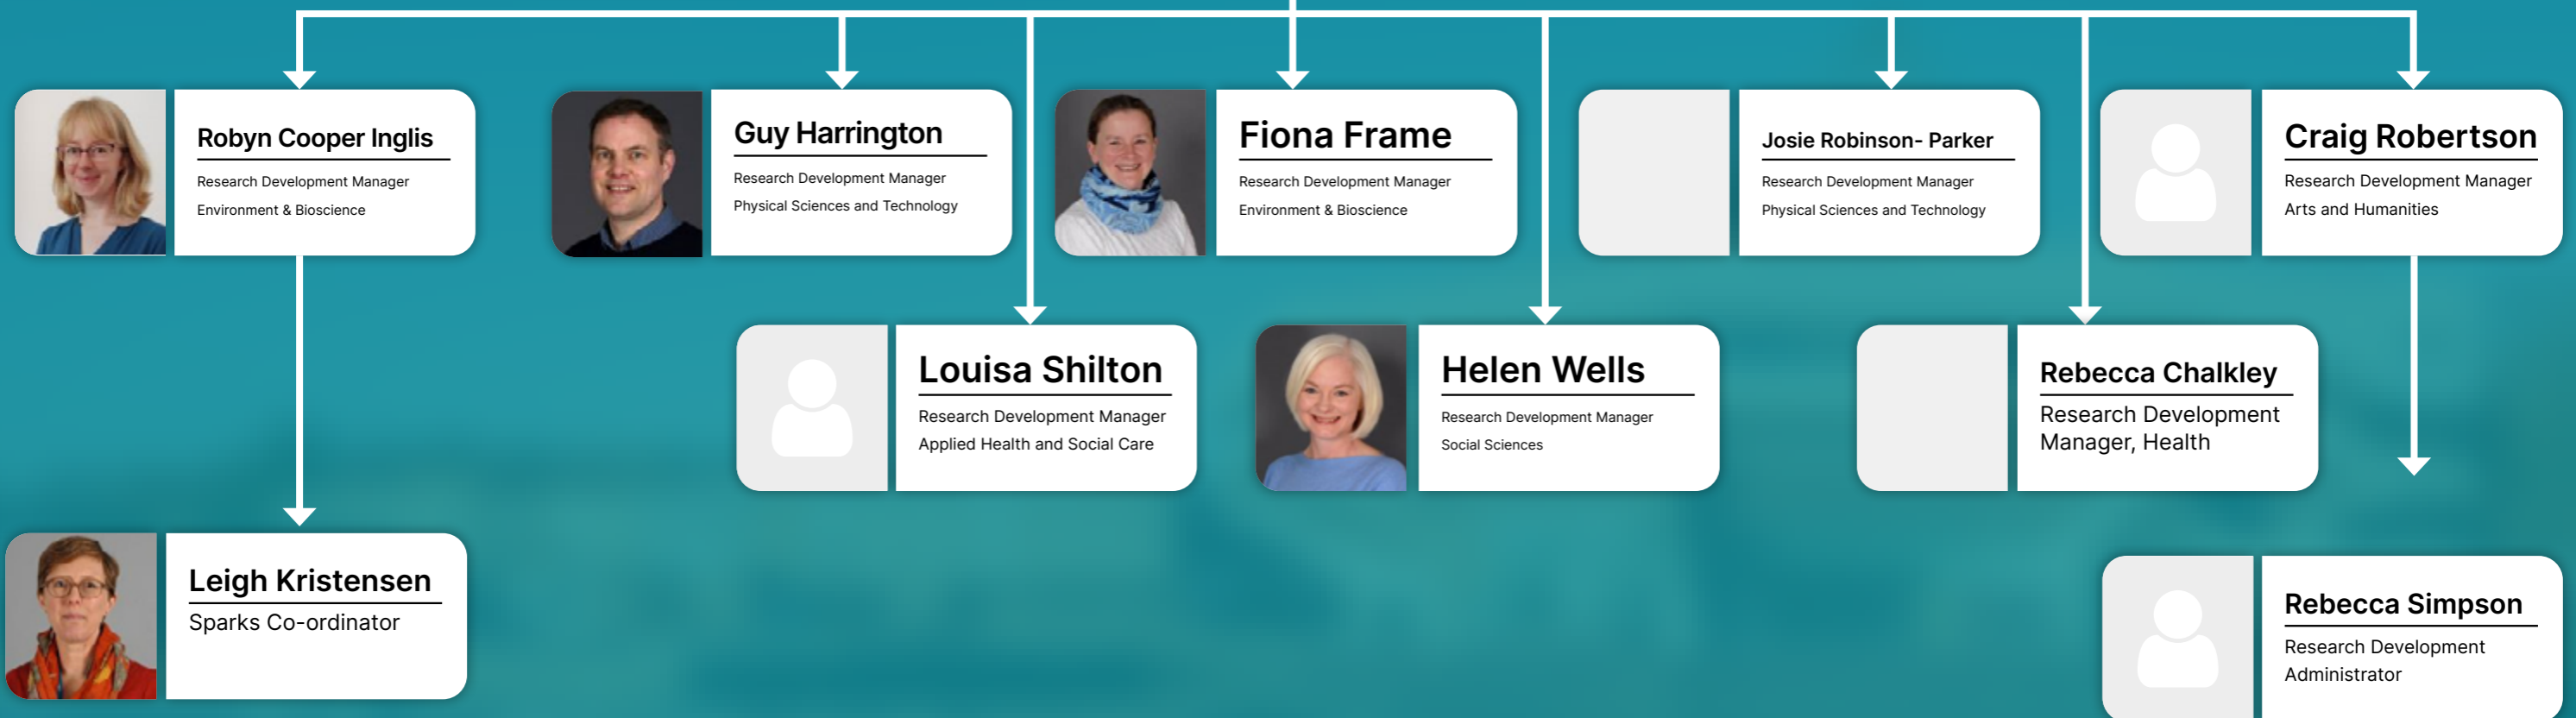 Robyn Cooper Inglis
Research Development Manager
Environment & Bioscience
Guy Harrington
Research Development Manager
Physical Sciences and Technology
Fiona Frame
Research Development Manager
Environment & Bioscience
Josie Robinson- Parker
Research Development Manager
Physical Sciences and Technology
Craig Robertson
Research Development Manager
Arts and Humanities
Louisa Shilton
Research Development Manager
Applied Health and Social Care
Helen Wells
Research Development Manager
Social Sciences
Rebecca Chalkley
Research Development
Manager, Health
Leigh Kristensen
Sparks Co-ordinator
Rebecca Simpson
Research Development
Administrator